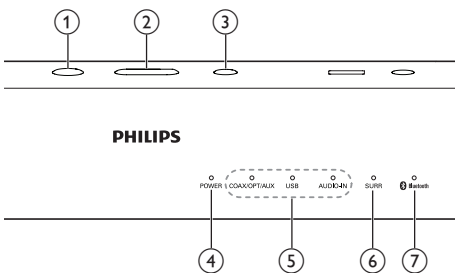 1 2 3
PHILIPS
POWER COAX/OPT/AUX USB AUDIO-IN SURR Bluetooth
4 5 6 7